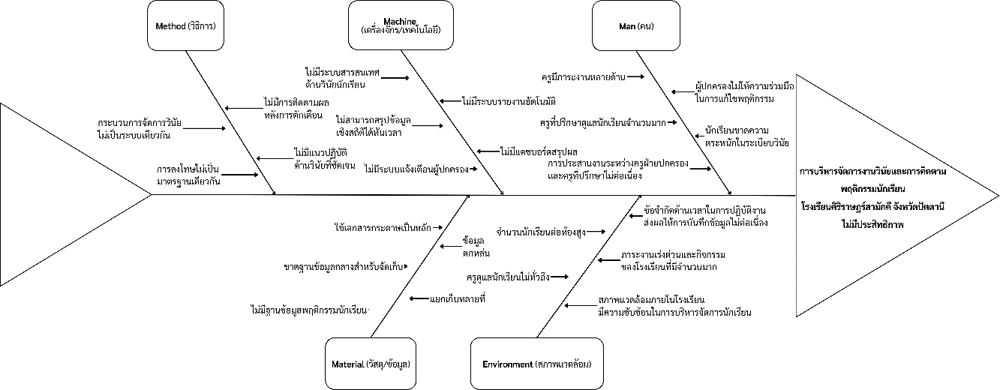 Method (วิธีการ)
Machine
(เครื่องจักร/เทคโนโลยี)
Man (คน)
ไม่มีการติดตามผล
หลังการตักเตือน
กระบวนการจัดการวินัย
ไม่เป็นระบบเดียวกัน
ไม่มีแนวปฏิบัติ
ด้านวินัยที่ชัดเจน
การลงโทษไม่เป็น
มาตรฐานเดียวกัน
ไม่มีระบบสารสนเทศ
ด้านวินัยนักเรียน
ไม่มีระบบรายงานอัตโนมัติ
ไม่สามารถสรุปข้อมูล
เชิงสถิติได้ทันเวลา
ไม่มีแดชบอร์ดสรุปผล
ไม่มีระบบแจ้งเตือนผู้ปกครอง
ครูมีภาระงานหลายด้าน
ผู้ปกครองไม่ให้ความร่วมมือ
ในการแก้ไขพฤติกรรม
ครูที่ปรึกษาดูแลนักเรียนจำนวนมาก
นักเรียนขาดความ
ตระหนักในระเบียบวินัย
การประสานงานระหว่างครูฝ่ายปกครอง
และครูที่ปรึกษาไม่ต่อเนื่อง
การบริหารจัดการงานวินัยและการติดตาม
พฤติกรรมนักเรียน
โรงเรียนศิริราษฎร์สามัคคี จังหวัดปัตตานี
ไม่มีประสิทธิภาพ
ใช้เอกสารกระดาษเป็นหลัก
ข้อมูล
ตกหล่น
ขาดฐานข้อมูลกลางสำหรับจัดเก็บ
แยกเก็บหลายที่
ไม่มีฐานข้อมูลพฤติกรรมนักเรียน
ข้อจำกัดด้านเวลาในการปฏิบัติงาน
ส่งผลให้การบันทึกข้อมูลไม่ต่อเนื่อง
จำนวนนักเรียนต่อห้องสูง
ภาระงานเร่งด่วนและกิจกรรม
ของโรงเรียนที่มีจำนวนมาก
ครูดูแลนักเรียนไม่ทั่วถึง
สภาพแวดล้อมภายในโรงเรียน
มีความซับซ้อนในการบริหารจัดการนักเรียน
Material (วัสดุ/ข้อมูล)
Environment (สภาพแวดล้อม)